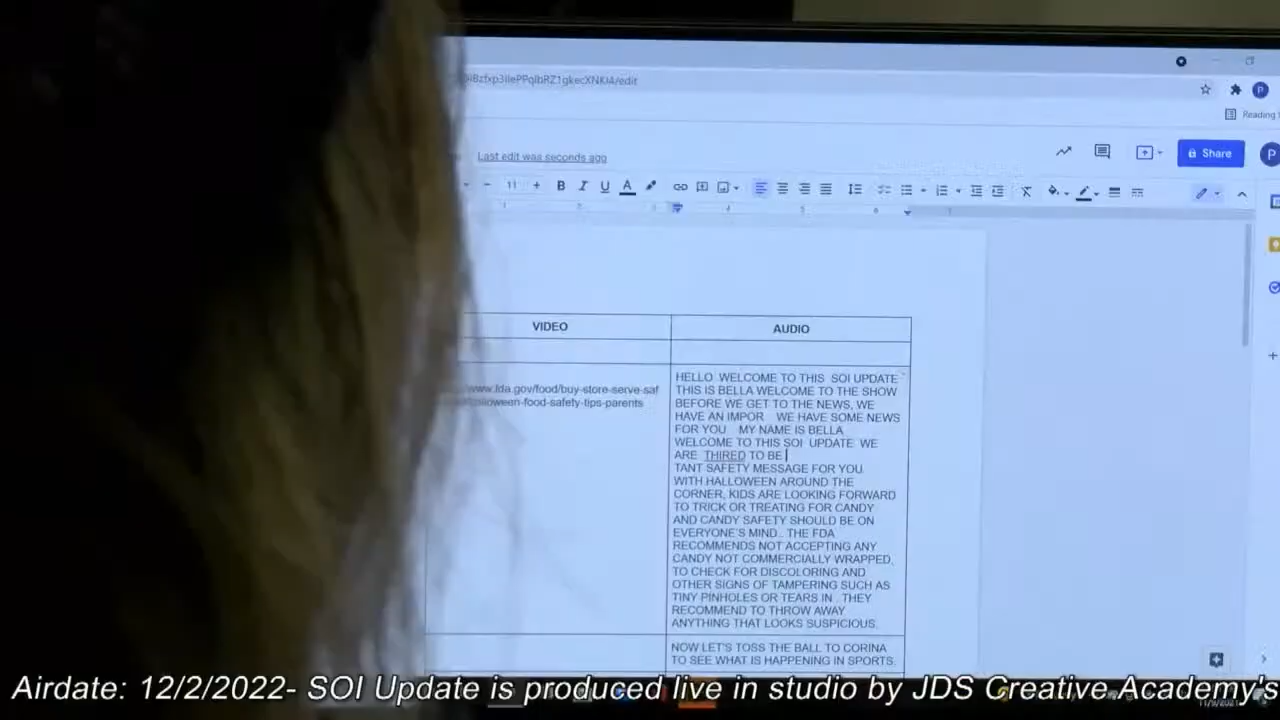 Bzfxp3IIePPqlbRZ1gkecXNKI4/edit
Reading
Last edit was seconds ago
Share
P
11
B I U A
VIDEO
AUDIO
www.fda.gov/food/buy-store-serve-saf
alloween-food-safety-tips-parents
HELLO WELCOME TO THIS SOI UPDATE
THIS IS BELLA WELCOME TO THE SHOW
BEFORE WE GET TO THE NEWS, WE
HAVE AN IMPOR WE HAVE SOME NEWS
FOR YOU MY NAME IS BELLA
WELCOME TO THIS SOI UPDATE WE
ARE THIRED TO BE
TANT SAFETY MESSAGE FOR YOU
WITH HALLOWEEN AROUND THE
CORNER, KIDS ARE LOOKING FORWARD
TO TRICK OR TREATING FOR CANDY
AND CANDY SAFETY SHOULD BE ON
EVERYONE'S MIND.. THE FDA
RECOMMENDS NOT ACCEPTING ANY
CANDY NOT COMMERCIALLY WRAPPED,
TO CHECK FOR DISCOLORING AND
OTHER SIGNS OF TAMPERING SUCH AS
TINY PINHOLES OR TEARS IN . THEY
RECOMMEND TO THROW AWAY
ANYTHING THAT LOOKS SUSPICIOUS.
NOW LET'S TOSS THE BALL TO CORINA
TO SEE WHAT IS HAPPENING IN SPORTS.
Airdate: 12/2/2022- SOI Update is produced live in studio by JDS Creative Academy's